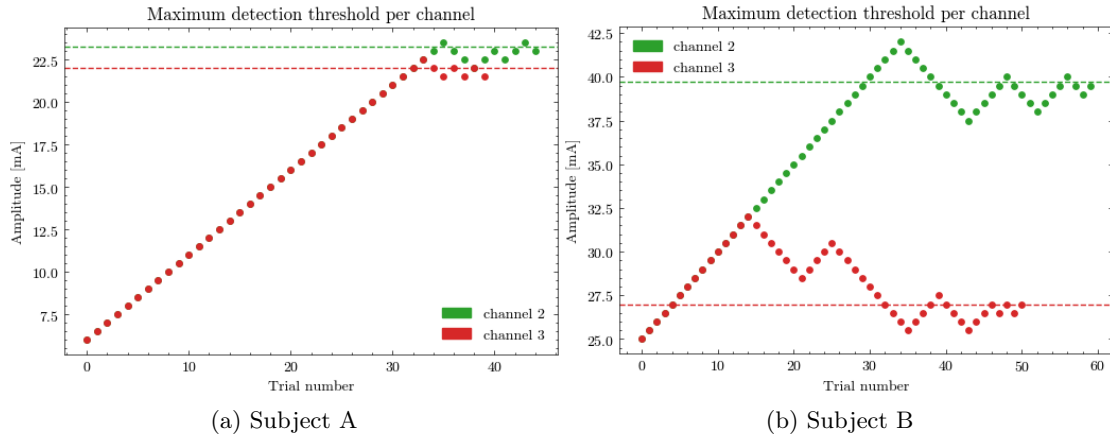 Maximum detection threshold per channel
22.5
20.0
17.5
15.0
12.5
10.0
7.5
Amplitude [mA]
channel 2
channel 3
0
10
20
30
40
Trial number
(a) Subject A
Maximum detection threshold per channel
42.5
40.0
37.5
35.0
32.5
30.0
27.5
25.0
Amplitude [mA]
channel 2
channel 3
0
10
20
30
40
50
60
Trial number
(b) Subject B